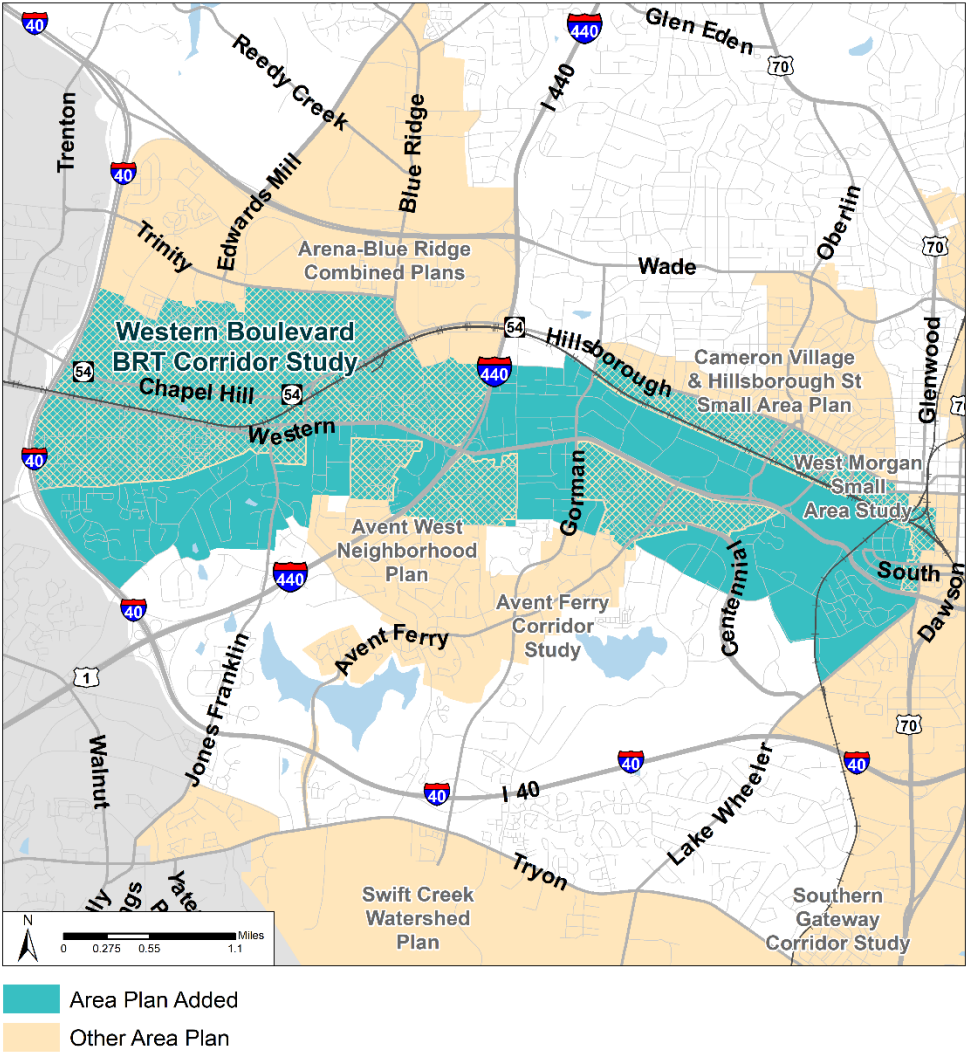 40
440
Glen Eden
70
Reedy Creek
I 440
Trenton
Blue Ridge
40
Edwards Mill
Oberlin
Trinity
70
Arena-Blue Ridge
Combined Plans
Wade
54
Western Boulevard
BRT Corridor Study
Hillsborough
Glenwood
54
Chapel Hill
54
440
Cameron Village
& Hillsborough St
Small Area Plan
Western
40
Gorman
West Morgan
Small
Area Study
Avent West
Neighborhood
Plan
440
South
Centennial
Dawson
40
Avent Ferry
Corridor
Study
Avent Ferry
1
Jones Franklin
70
Walnut
40
40
40
I 40
Lake Wheeler
Tryon
Swift Creek
Watershed
Plan
Southern
Gateway
Corridor Study
N
Miles
0 0.275 0.55 1.1
Area Plan Added
Other Area Plan